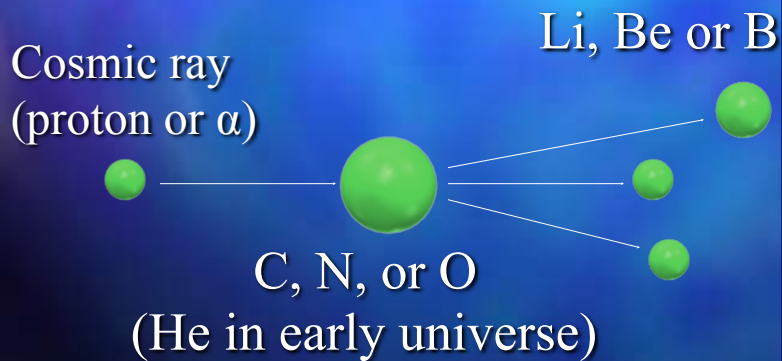 Li, Be or B
Cosmic ray
(proton or α)
C, N, or O
(He in early universe)